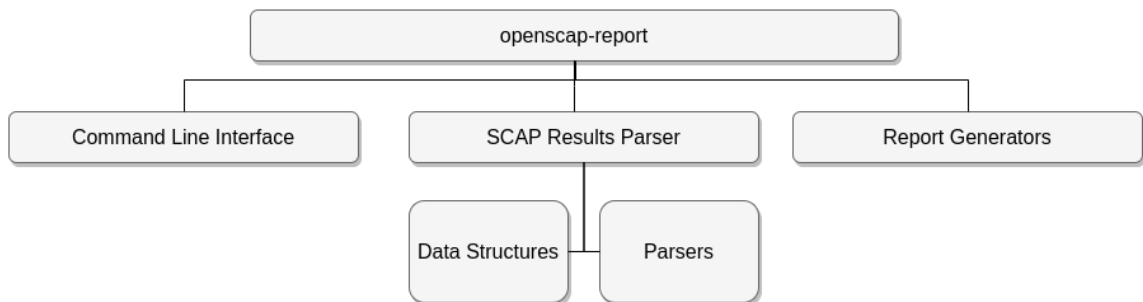 openscap-report
Command Line Interface
SCAP Results Parser
Report Generators
Data Structures
Parsers